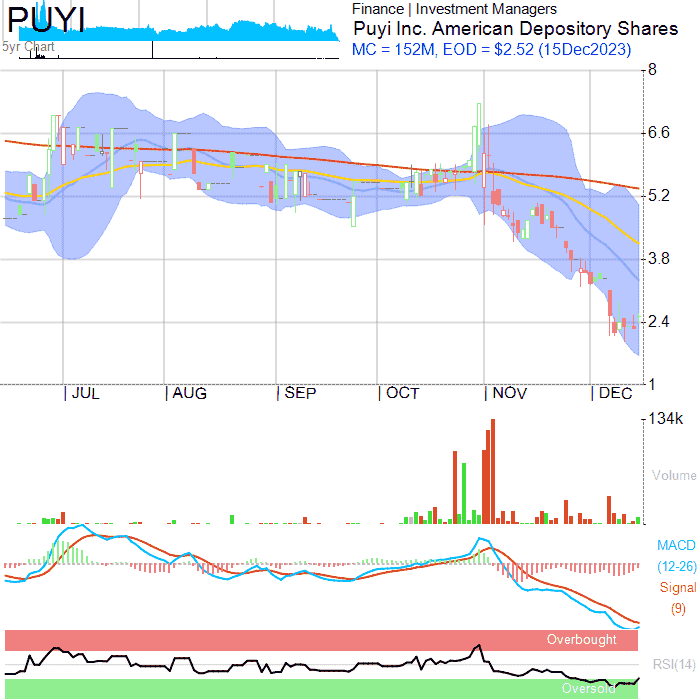 PUYI
5yr Chart
Finance | Investment Managers
Puyi Inc. American Depository Shares
MC = 152M, EOD = $2.52 (15Dec2023)
8
6.6
5.2
3.8
2.4
1
JUL
AUG
SEP
OCT
NOV
DEC
134k
Volume
MACD
(12-26)
Signal
(9)
Overbought
RSI(14)
Oversold